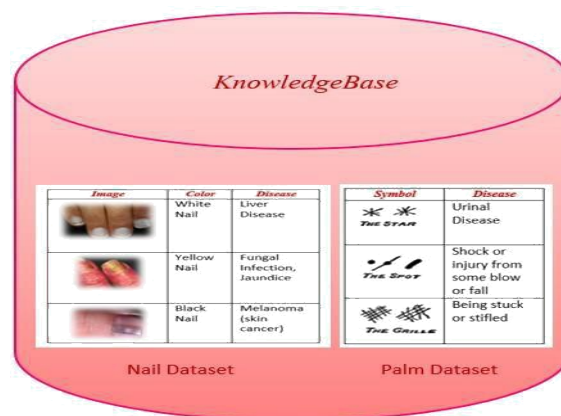 KnowledgeBase
Image Color Disease
White Nail Liver Disease
Yellow Nail Fungal Infection, Jaundice
Black Nail Melanoma (skin cancer)
Nail Dataset
Symbol Disease
THE STAR Urinal Disease
THE SPOT Shock or injury from some blow or fall
THE GRILLE Being stuck or stifled
Palm Dataset